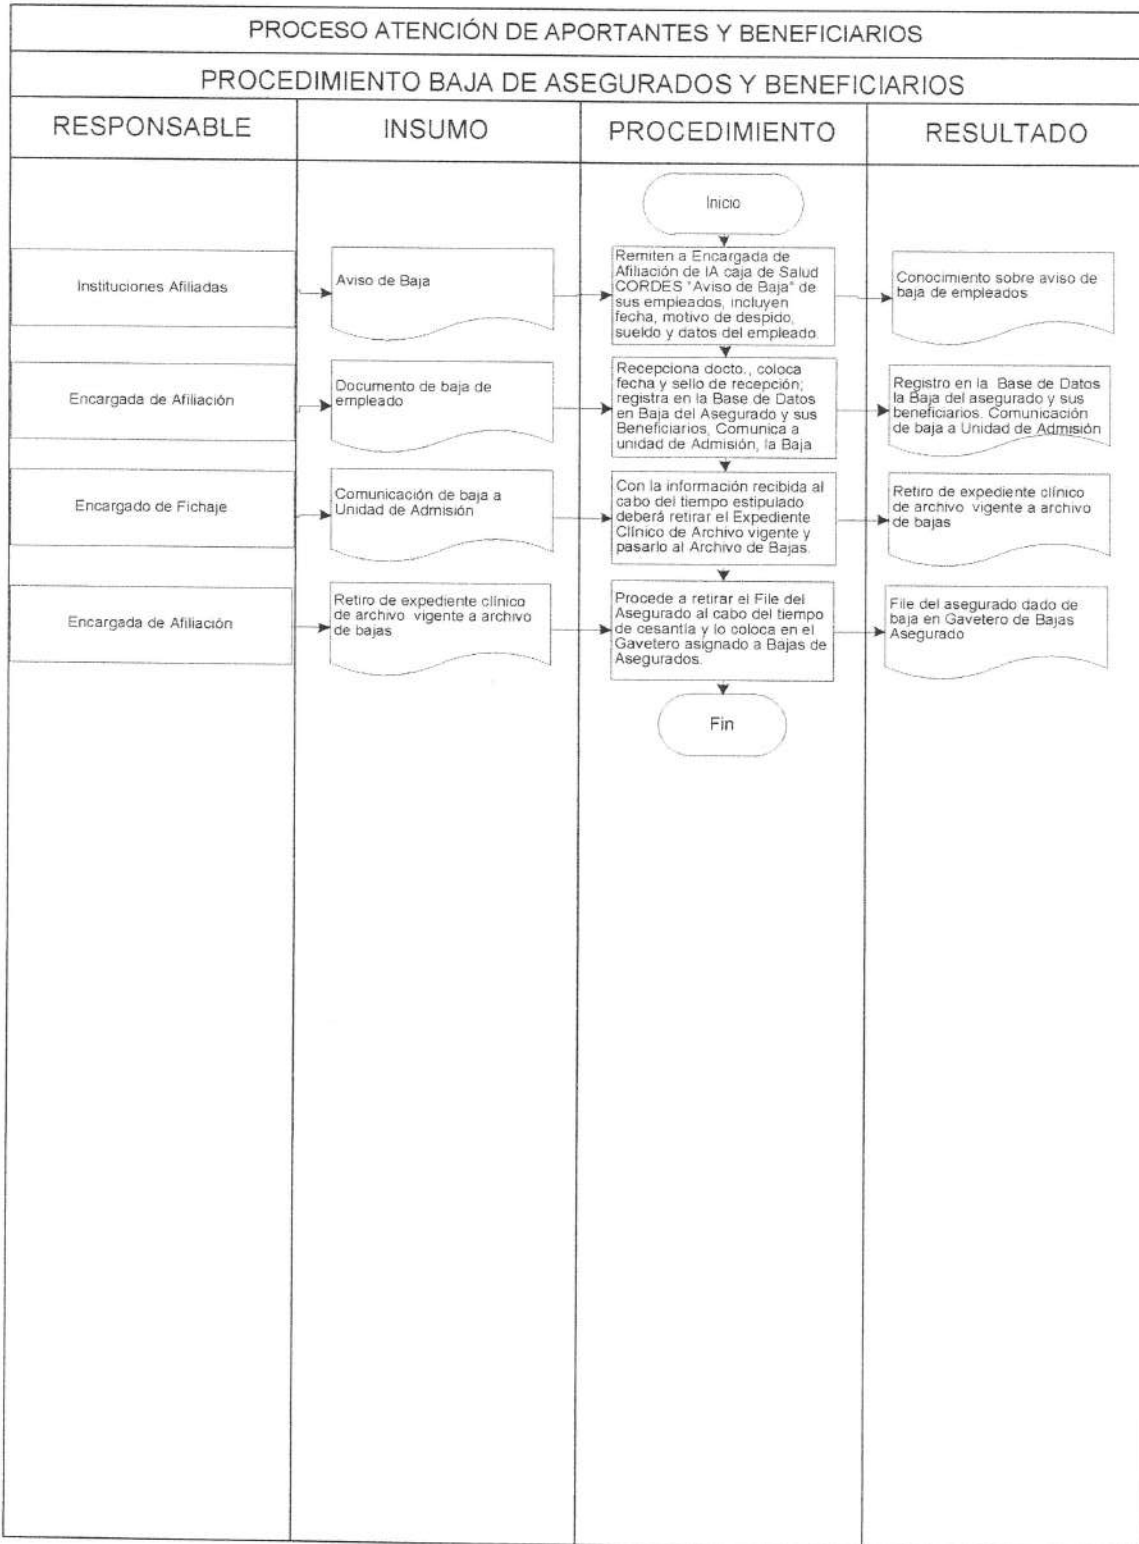 PROCESO ATENCIÓN DE APORTANTES Y BENEFICIARIOS
PROCEDIMIENTO BAJA DE ASEGURADOS Y BENEFICIARIOS
RESPONSABLE
INSUMO
PROCEDIMIENTO
RESULTADO
Inicio
Instituciones Afiliadas
Aviso de Baja
Remiten a Encargada de
Afiliación de lA caja de Salud
CORDES "Aviso de Baja" de
sus empleados, incluyen
fecha, motivo de despido,
sueldo y datos del empleado.
Conocimiento sobre aviso de
baja de empleados
Encargada de Afiliación
Documento de baja de
empleado
Recepciona docto., coloca
fecha y sello de recepción;
registra en la Base de Datos
en Baja del Asegurado y sus
Beneficiarios, Comunica a
unidad de Admisión, la Baja
Registro en la Base de Datos
la Baja del asegurado y sus
beneficiarios. Comunicación
de baja a Unidad de Admisión
Encargado de Fichaje
Comunicación de baja a
Unidad de Admisión
Con la información recibida al
cabo del tiempo estipulado
deberá retirar el Expediente
Clínico de Archivo vigente y
pasarlo al Archivo de Bajas.
Retiro de expediente clínico
de archivo vigente a archivo
de bajas
Encargada de Afiliación
Retiro de expediente clínico
de archivo vigente a archivo
de bajas
Procede a retirar el File del
Asegurado al cabo del tiempo
de cesantía y lo coloca en el
Gavetero asignado a Bajas de
Asegurados.
File del asegurado dado de
baja en Gavetero de Bajas
Asegurado
Fin